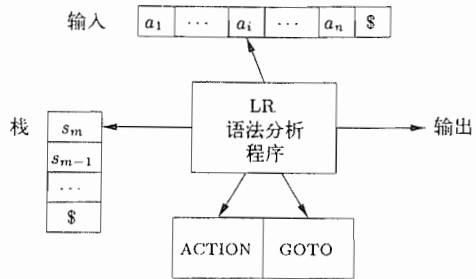 输入 a₁ ⋯ aᵢ ⋯ aₙ $
LR
语法分析
程序
栈
sₘ
sₘ₋₁
⋯
$
输出
ACTION GOTO